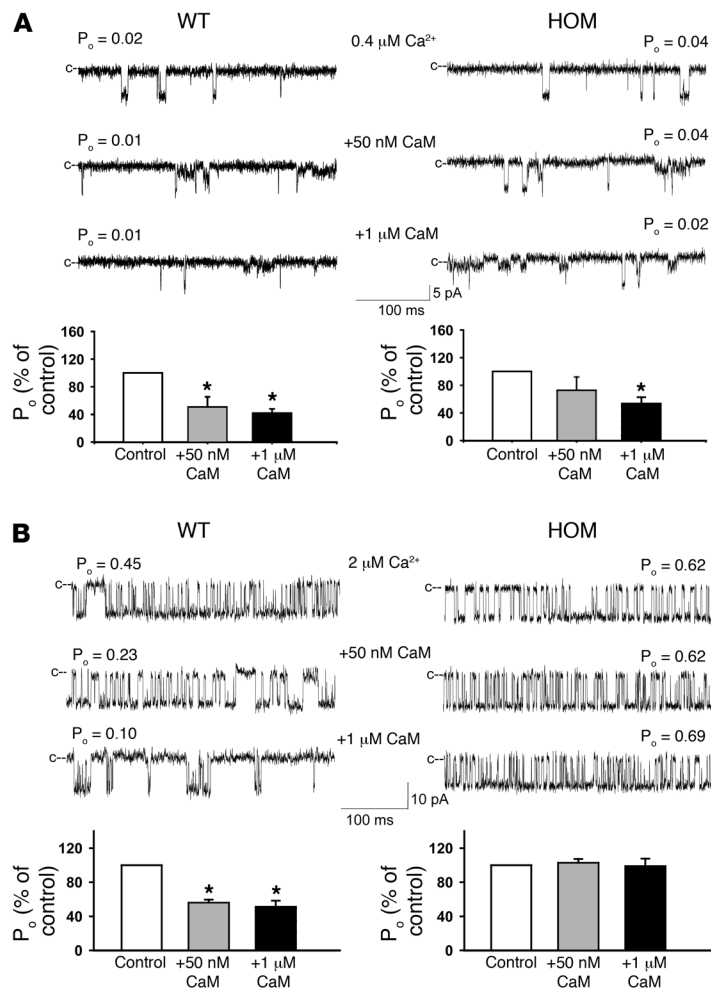 A
WT
HOM
Pₒ = 0.02
0.4 µM Ca²⁺
Pₒ = 0.04
c--
c--
Pₒ = 0.01
+50 nM CaM
Pₒ = 0.04
c--
c--
Pₒ = 0.01
+1 µM CaM
Pₒ = 0.02
c--
c--
5 pA
100 ms
Pₒ (% of control)
160
120
80
40
0
*
*
Control
+50 nM CaM
+1 µM CaM
Pₒ (% of control)
160
120
80
40
0
*
Control
+50 nM CaM
+1 µM CaM
B
WT
HOM
Pₒ = 0.45
2 µM Ca²⁺
Pₒ = 0.62
c--
c--
Pₒ = 0.23
+50 nM CaM
Pₒ = 0.62
c--
c--
Pₒ = 0.10
+1 µM CaM
Pₒ = 0.69
c--
c--
10 pA
100 ms
Pₒ (% of control)
120
80
40
0
*
*
Control
+50 nM CaM
+1 µM CaM
Pₒ (% of control)
120
80
40
0
Control
+50 nM CaM
+1 µM CaM